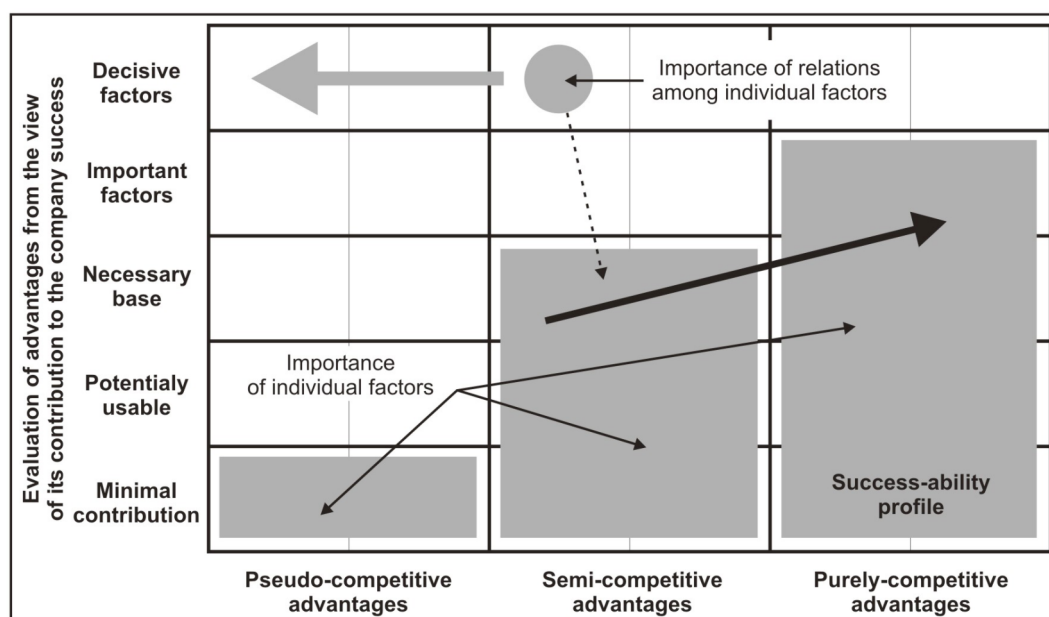 Evaluation of advantages from the view
of its contribution to the company success
Decisive
factors
Importance of relations
among individual factors
Important
factors
Necessary
base
Potentialy
usable
Importance
of individual factors
Minimal
contribution
Success-ability
profile
Pseudo-competitive
advantages
Semi-competitive
advantages
Purely-competitive
advantages